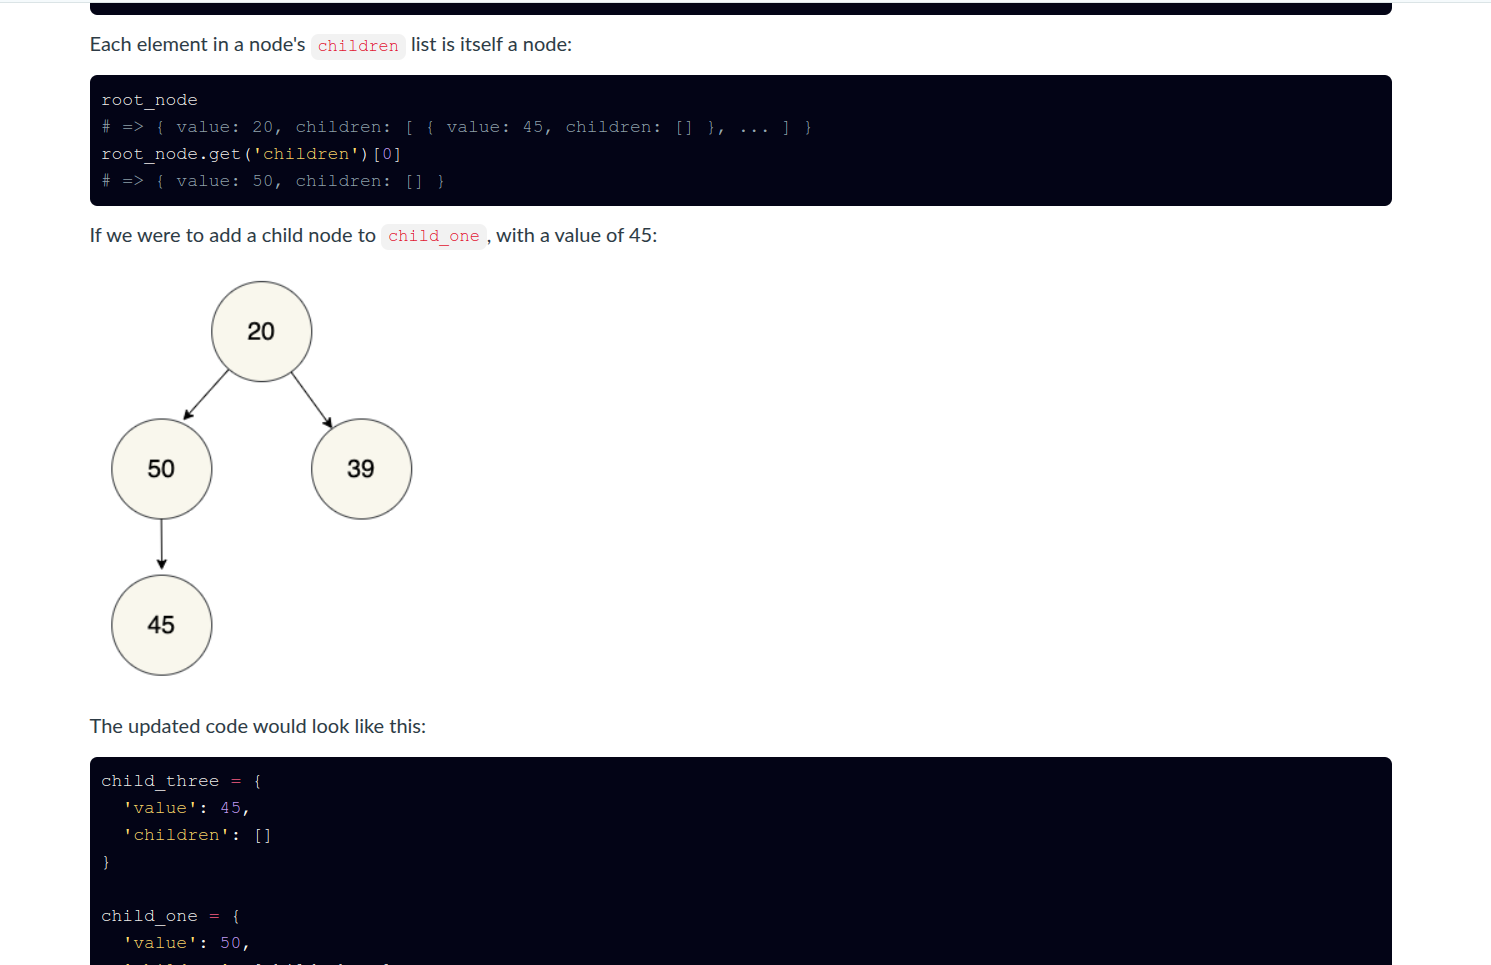 Each element in a node's children list is itself a node:
root_node
# => { value: 20, children: [ { value: 45, children: [] }, ... ] }
root_node.get('children')[0]
# => { value: 50, children: [] }
If we were to add a child node to child_one , with a value of 45:
20
50
39
45
The updated code would look like this:
child_three = {
  'value': 45,
  'children': []
}
child_one = {
  'value': 50,